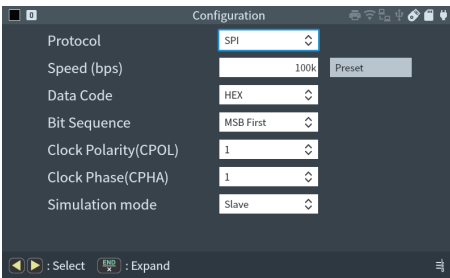 0 Configuration
Protocol SPI
Speed (bps) 100k Preset
Data Code HEX
Bit Sequence MSB First
Clock Polarity(CPOL) 1
Clock Phase(CPHA) 1
Simulation mode Slave
: Select END × : Expand